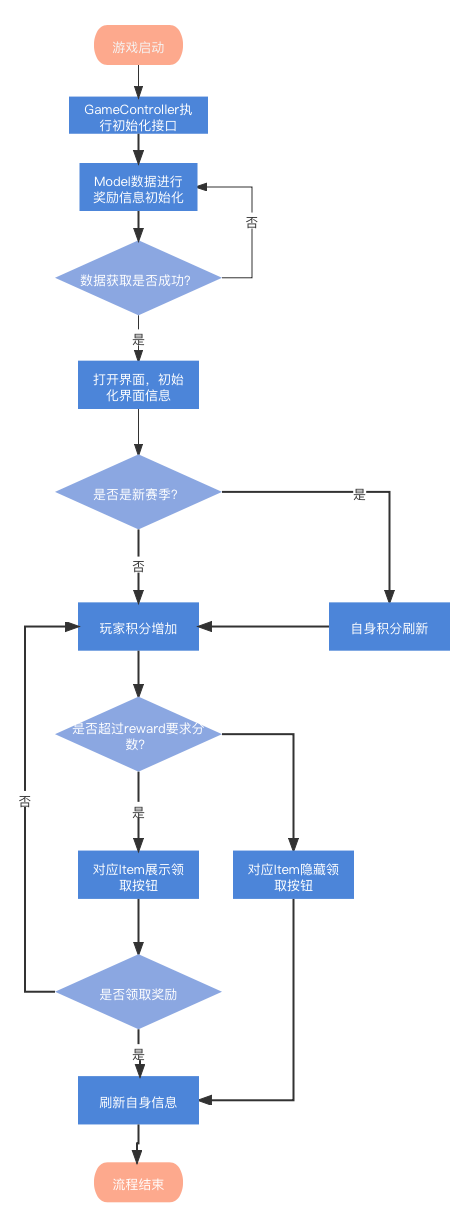 游戏启动
GameController执
行初始化接口
Model数据进行
奖励信息初始化
否
数据获取是否成功？
是
打开界面，初始
化界面信息
是否是新赛季？
是
否
玩家积分增加
自身积分刷新
是否超过reward要求分
数？
否
是
对应Item展示领
取按钮
对应Item隐藏领
取按钮
是否领取奖励
是
刷新自身信息
流程结束